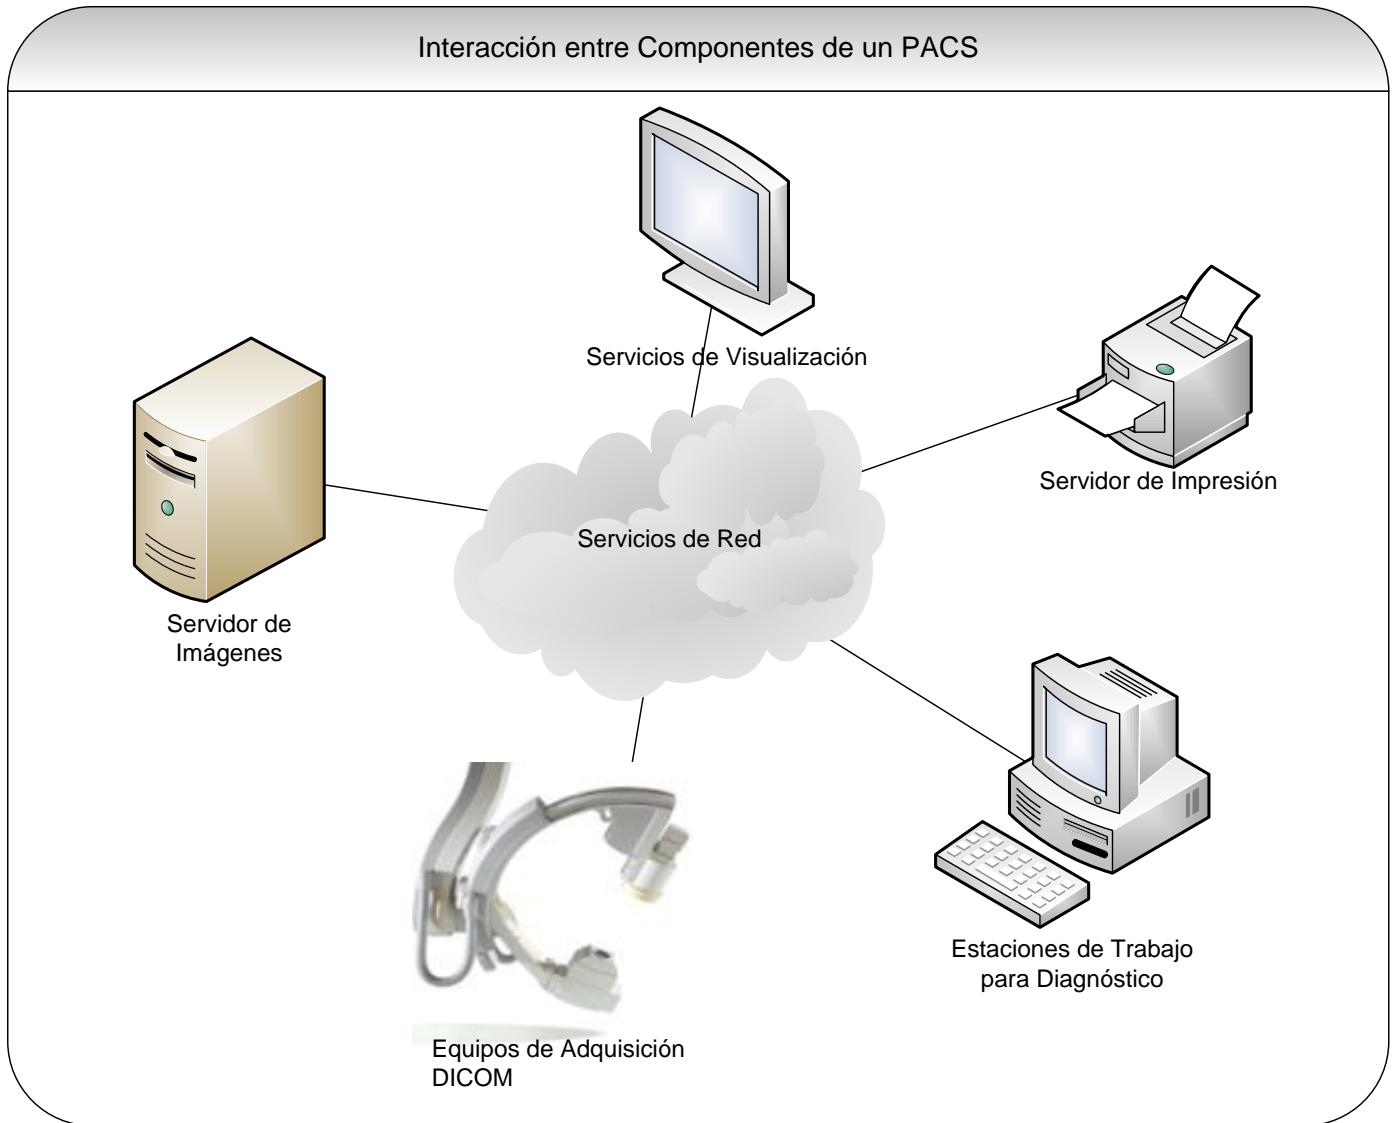 Interacción entre Componentes de un PACS
Servicios de Visualización
Servidor de Impresión
Servicios de Red
Servidor de
Imágenes
Estaciones de Trabajo
para Diagnóstico
Equipos de Adquisición
DICOM